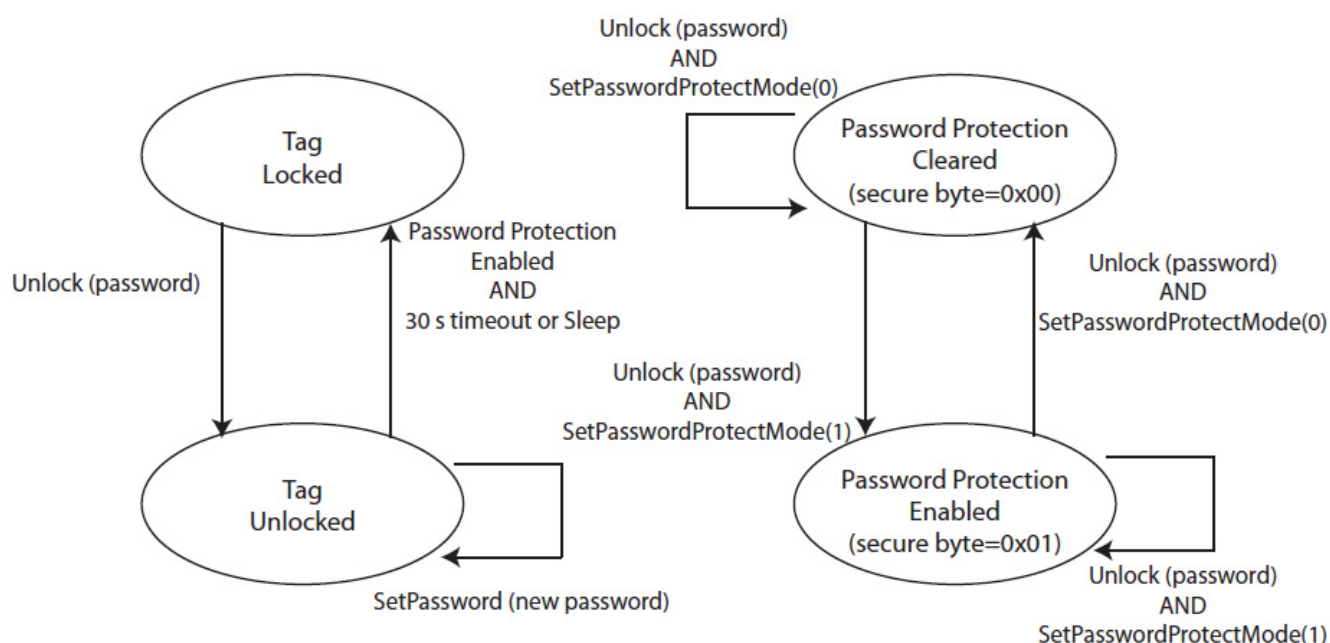 Unlock (password)
AND
SetPasswordProtectMode(0)
Tag
Locked
Password Protection
Cleared
(secure byte=0x00)
Password Protection
Enabled
AND
30 s timeout or Sleep
Unlock (password)
Unlock (password)
AND
SetPasswordProtectMode(0)
Unlock (password)
AND
SetPasswordProtectMode(1)
Tag
Unlocked
Password Protection
Enabled
(secure byte=0x01)
SetPassword (new password)
Unlock (password)
AND
SetPasswordProtectMode(1)